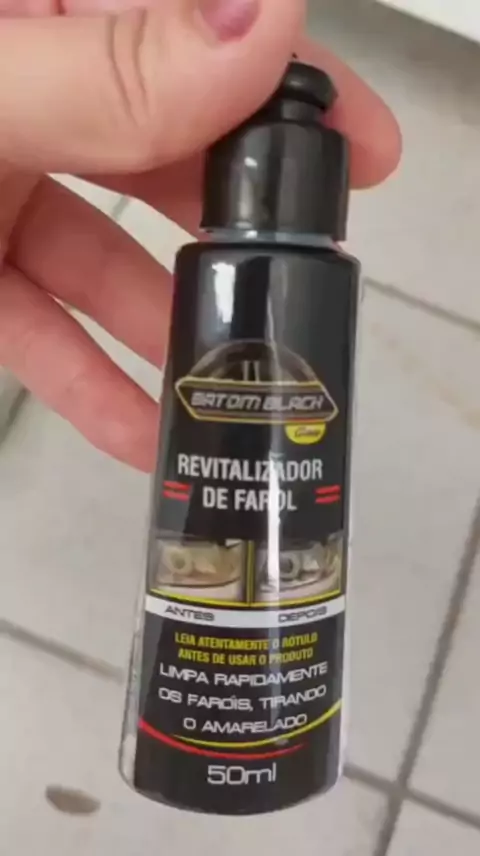 BATOM BLACK
REVITALIZADOR
DE FAROL
ANTES DEPOIS
LEIA ATENTAMENTE O RÓTULO
ANTES DE USAR O PRODUTO
LIMPA RAPIDAMENTE
OS FARÓIS, TIRANDO
O AMARELADO
50ml